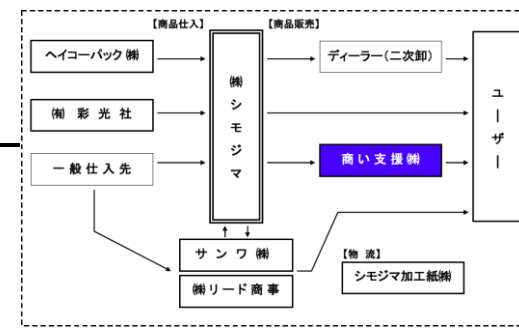 【商品仕入】
【商品販売】
ヘイコーパック㈱
㈲ 彩 光 社
一 般 仕 入 先
㈱シモジマ
ディーラー(二次卸)
商 い 支 援 ㈱
ユーザー
サ ン ワ ㈱
㈱リード商事
【物 流】
シモジマ加工紙㈱